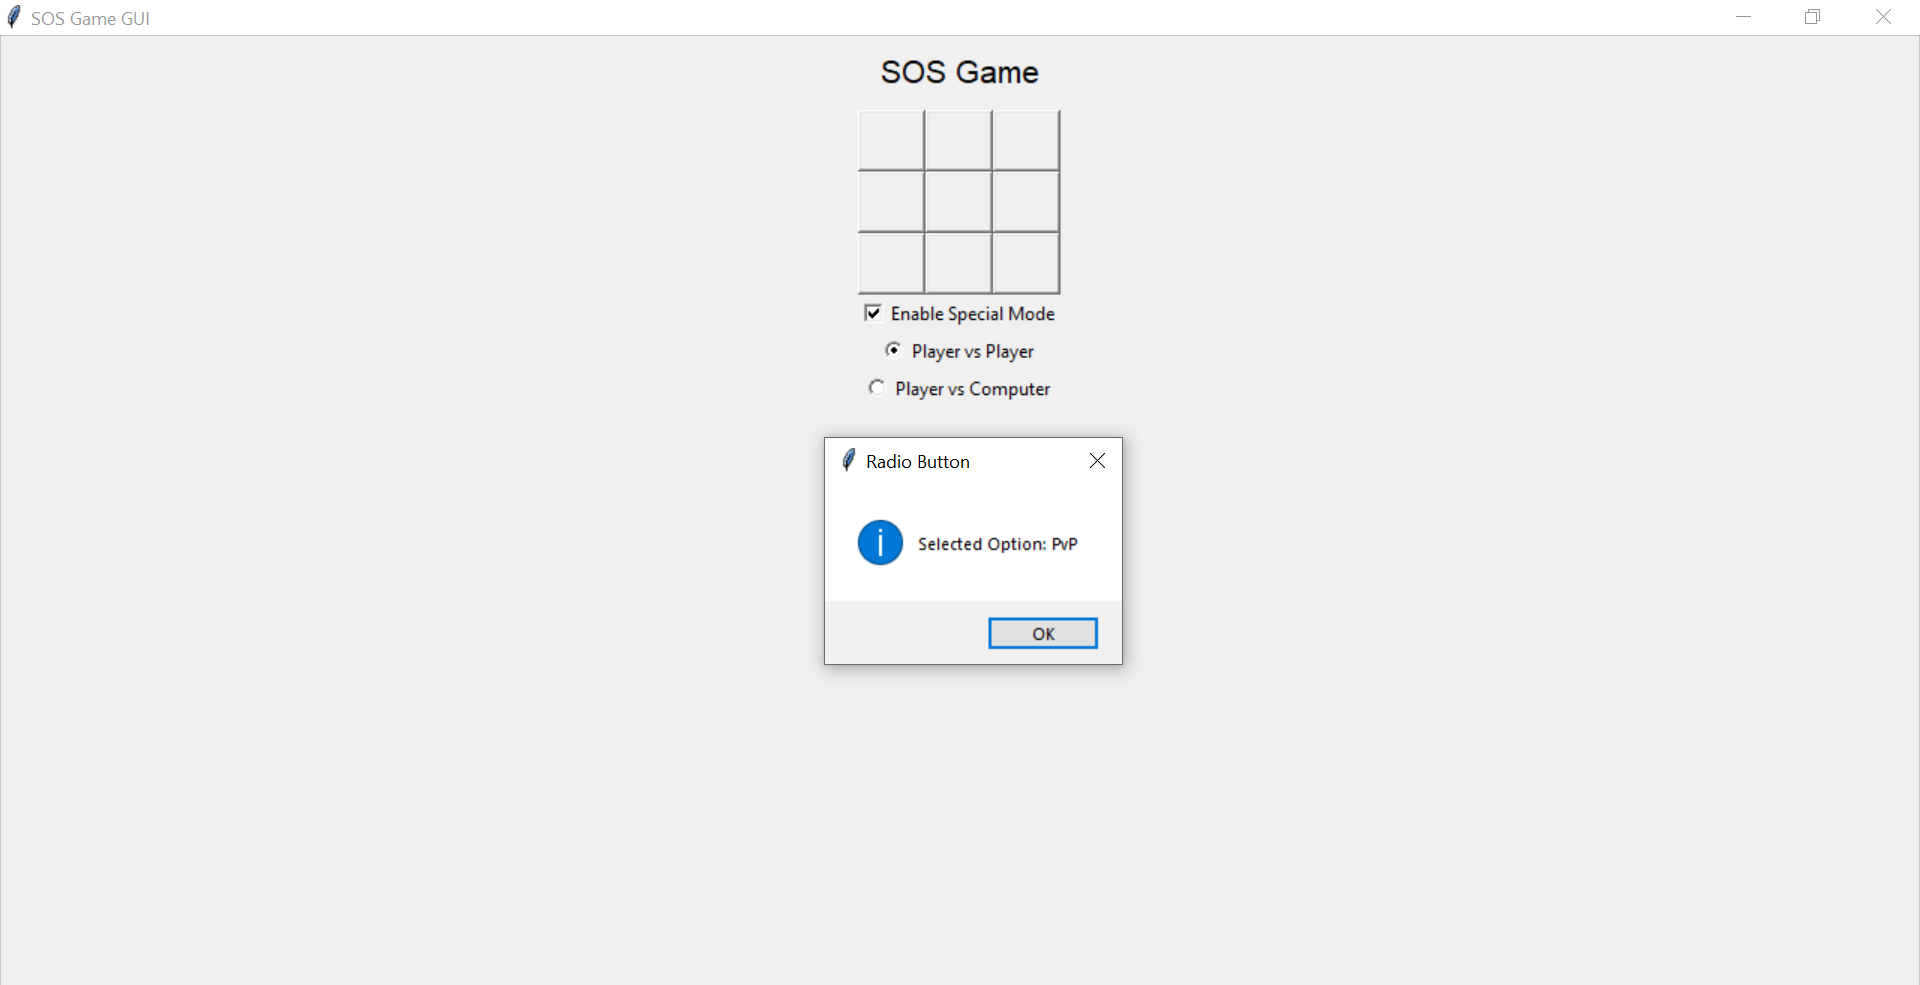 SOS Game GUI
SOS Game
Enable Special Mode
Player vs Player
Player vs Computer
Radio Button
i
Selected Option: PvP
OK